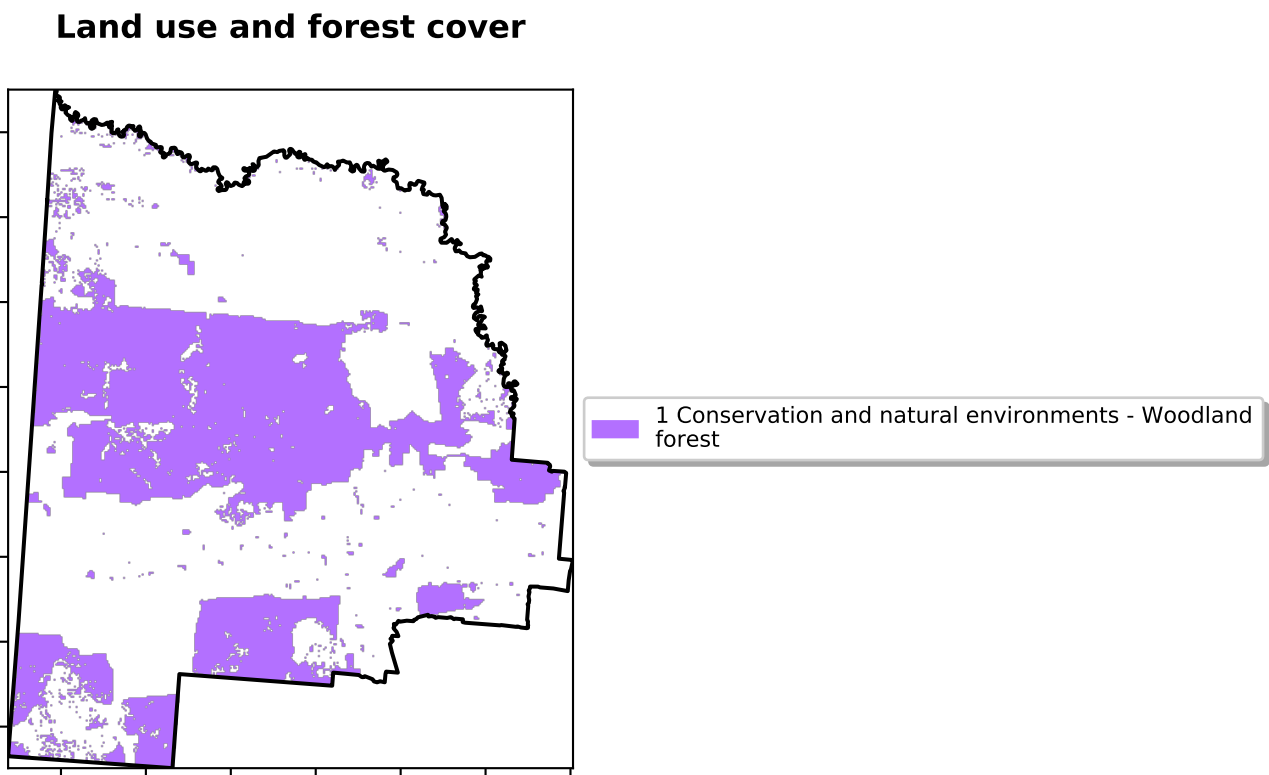 Land use and forest cover
1 Conservation and natural environments - Woodland
forest